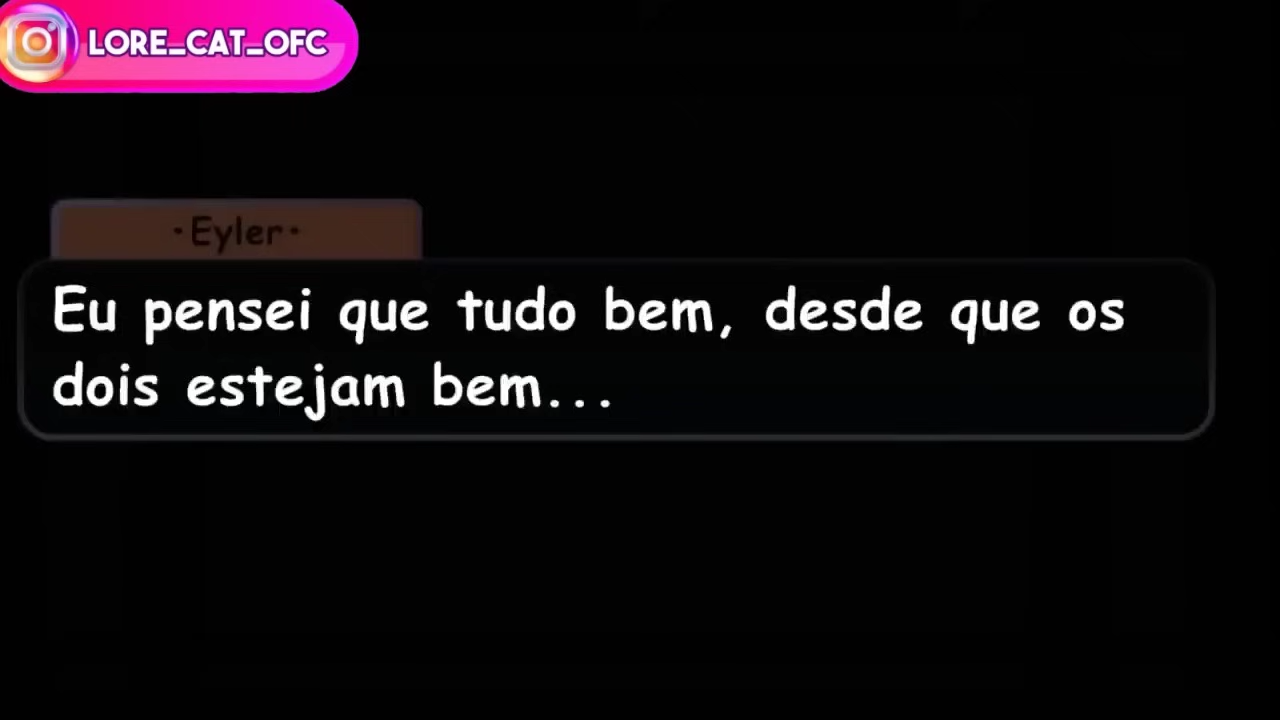 LORE_CAT_OFC
·Eyler·
Eu pensei que tudo bem, desde que os
dois estejam bem...